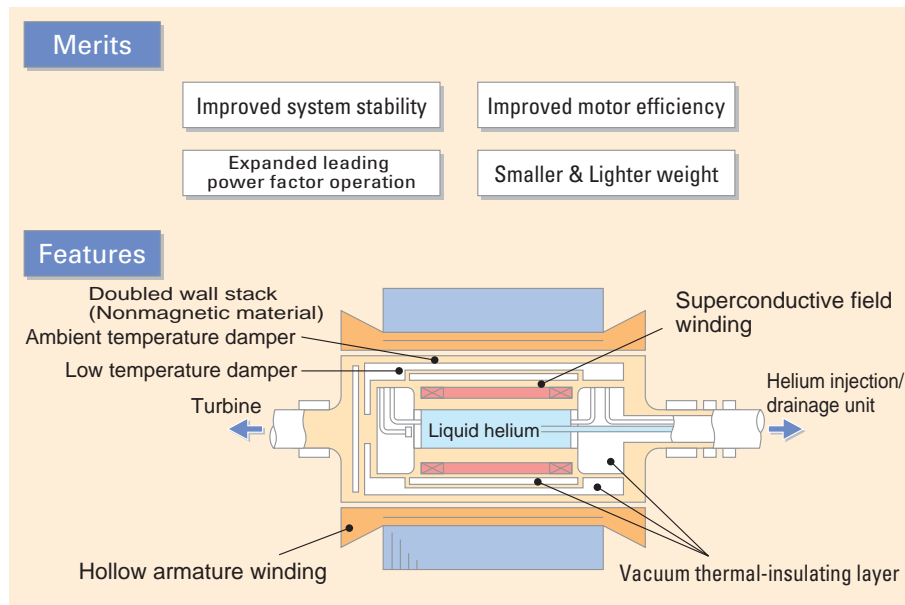 Merits
Improved system stability
Improved motor efficiency
Expanded leading
power factor operation
Smaller & Lighter weight
Features
Doubled wall stack
(Nonmagnetic material)
Ambient temperature damper
Low temperature damper
Turbine
Superconductive field
winding
Helium injection/
drainage unit
Liquid helium
Hollow armature winding
Vacuum thermal-insulating layer